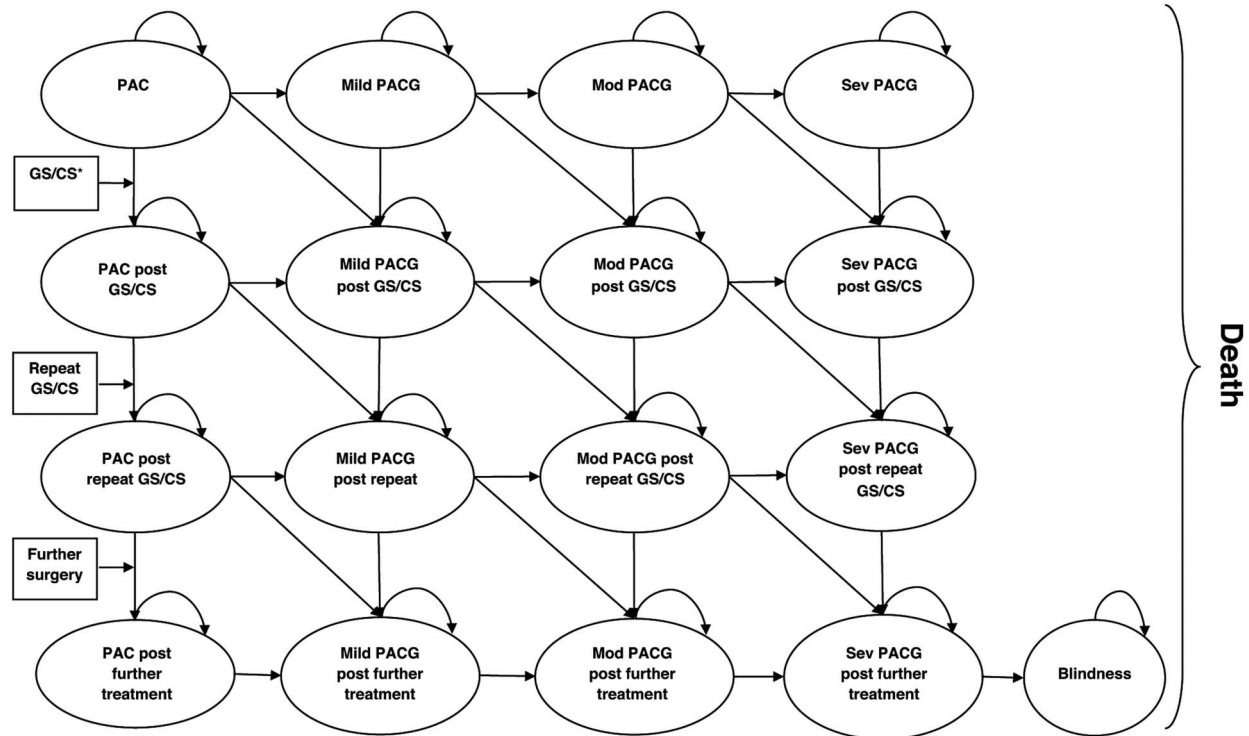 PAC
Mild PACG
Mod PACG
Sev PACG
GS/CS*
PAC post
GS/CS
Mild PACG
post GS/CS
Mod PACG
post GS/CS
Sev PACG
post GS/CS
Repeat
GS/CS
PAC post
repeat GS/CS
Mild PACG
post repeat
Mod PACG post
repeat GS/CS
Sev PACG
post repeat
GS/CS
Further
surgery
PAC post
further
treatment
Mild PACG
post further
treatment
Mod PACG
post further
treatment
Sev PACG
post further
treatment
Blindness
Death